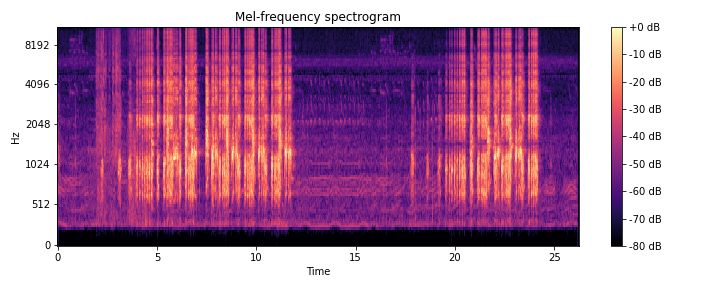 Mel-frequency spectrogram
8192
4096
2048
1024
512
0
Hz
0 5 10 15 20 25
Time
+0 dB
-10 dB
-20 dB
-30 dB
-40 dB
-50 dB
-60 dB
-70 dB
-80 dB